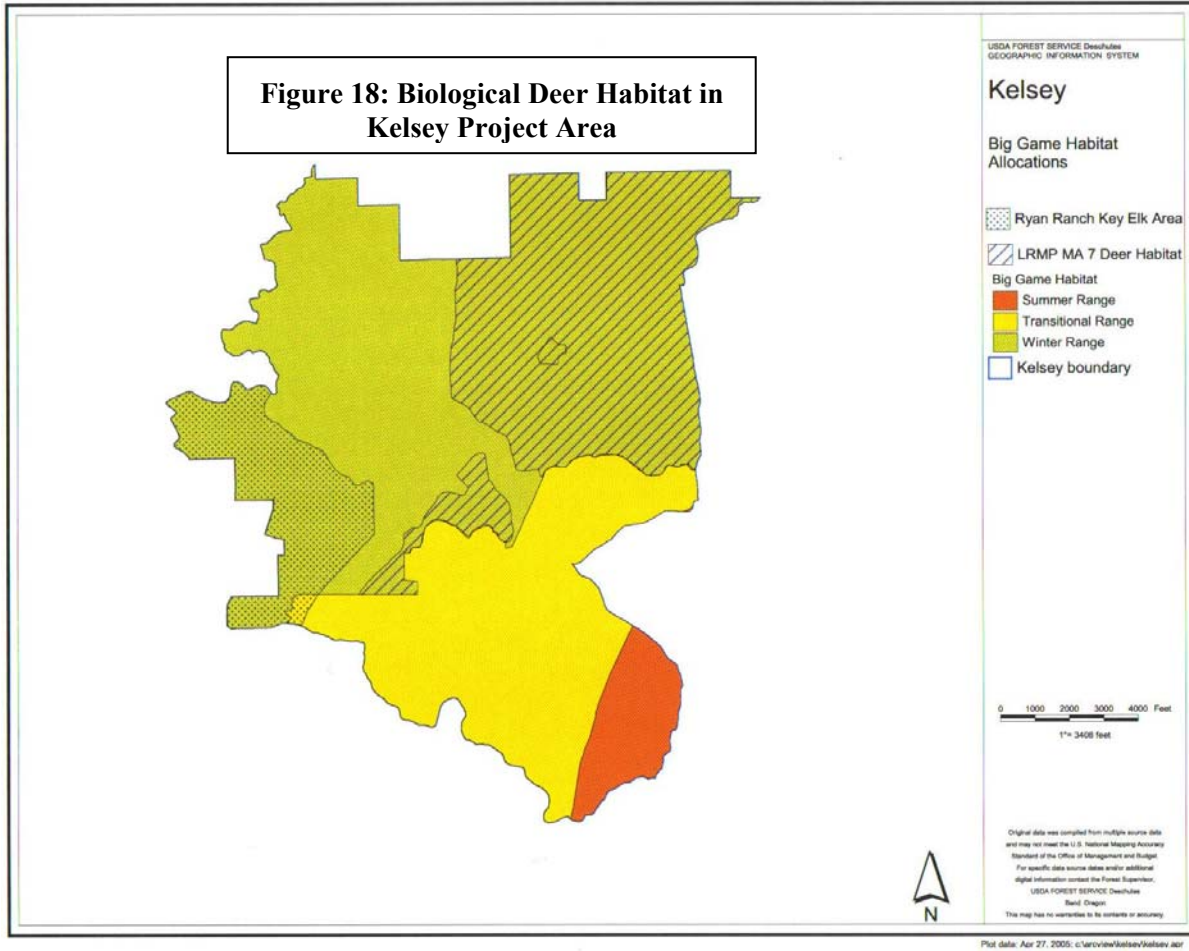 Figure 18: Biological Deer Habitat in
Kelsey Project Area
USDA FOREST SERVICE Deschutes
GEOGRAPHIC INFORMATION SYSTEM
Kelsey
Big Game Habitat
Allocations
Ryan Ranch Key Elk Area
LRMP MA 7 Deer Habitat
Big Game Habitat
Summer Range
Transitional Range
Winter Range
Kelsey boundary
0 1000 2000 3000 4000 Feet
1"= 3408 feet
Original data was compiled from multiple source data
and may not meet the U.S. National Mapping Accuracy
Standard of the Office of Management and Budget.
For specific data source dates and/or additional
digital information contact the Forest Supervisor,
USDA FOREST SERVICE Deschutes
Bend Oregon
This map has no warranties to its contents or accuracy.
N
Plot data: Apr 27, 2005; c:\arcview\kelsey\kelsey.apr